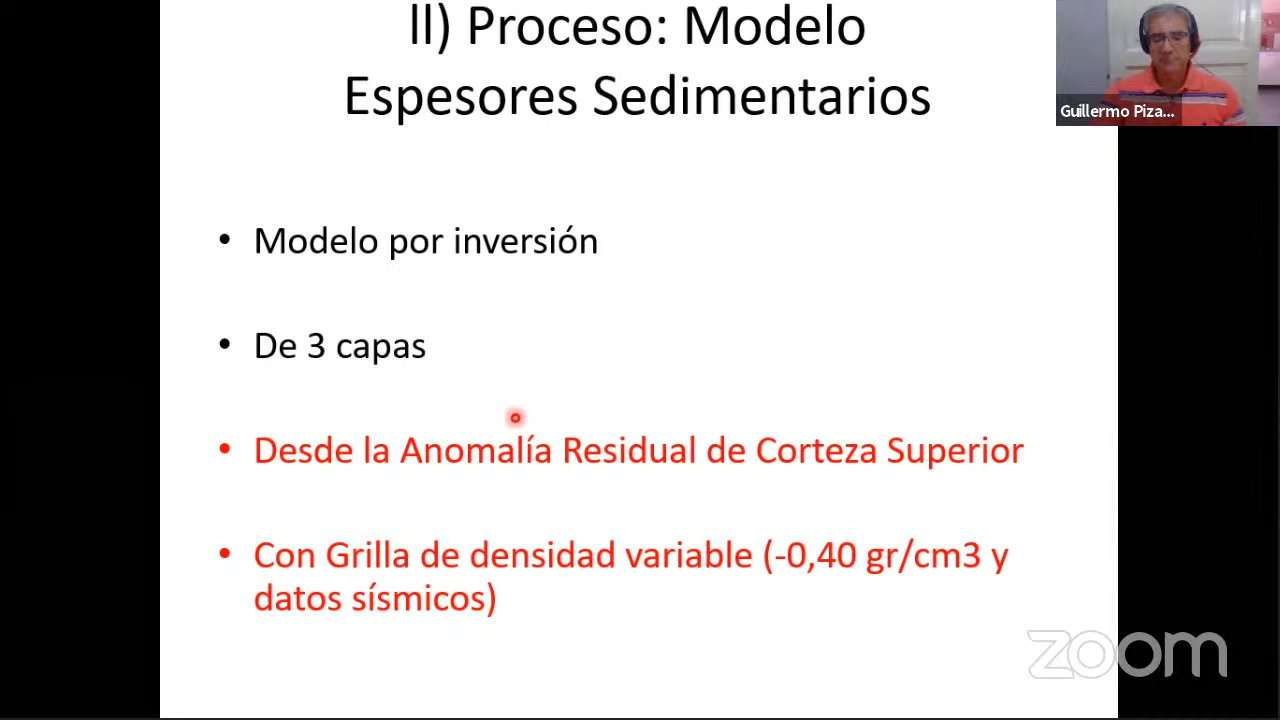 II) Proceso: Modelo
Espesores Sedimentarios
Guillermo Piza...
• Modelo por inversión
• De 3 capas
• Desde la Anomalía Residual de Corteza Superior
• Con Grilla de densidad variable (-0,40 gr/cm3 y
datos sísmicos)
zoom